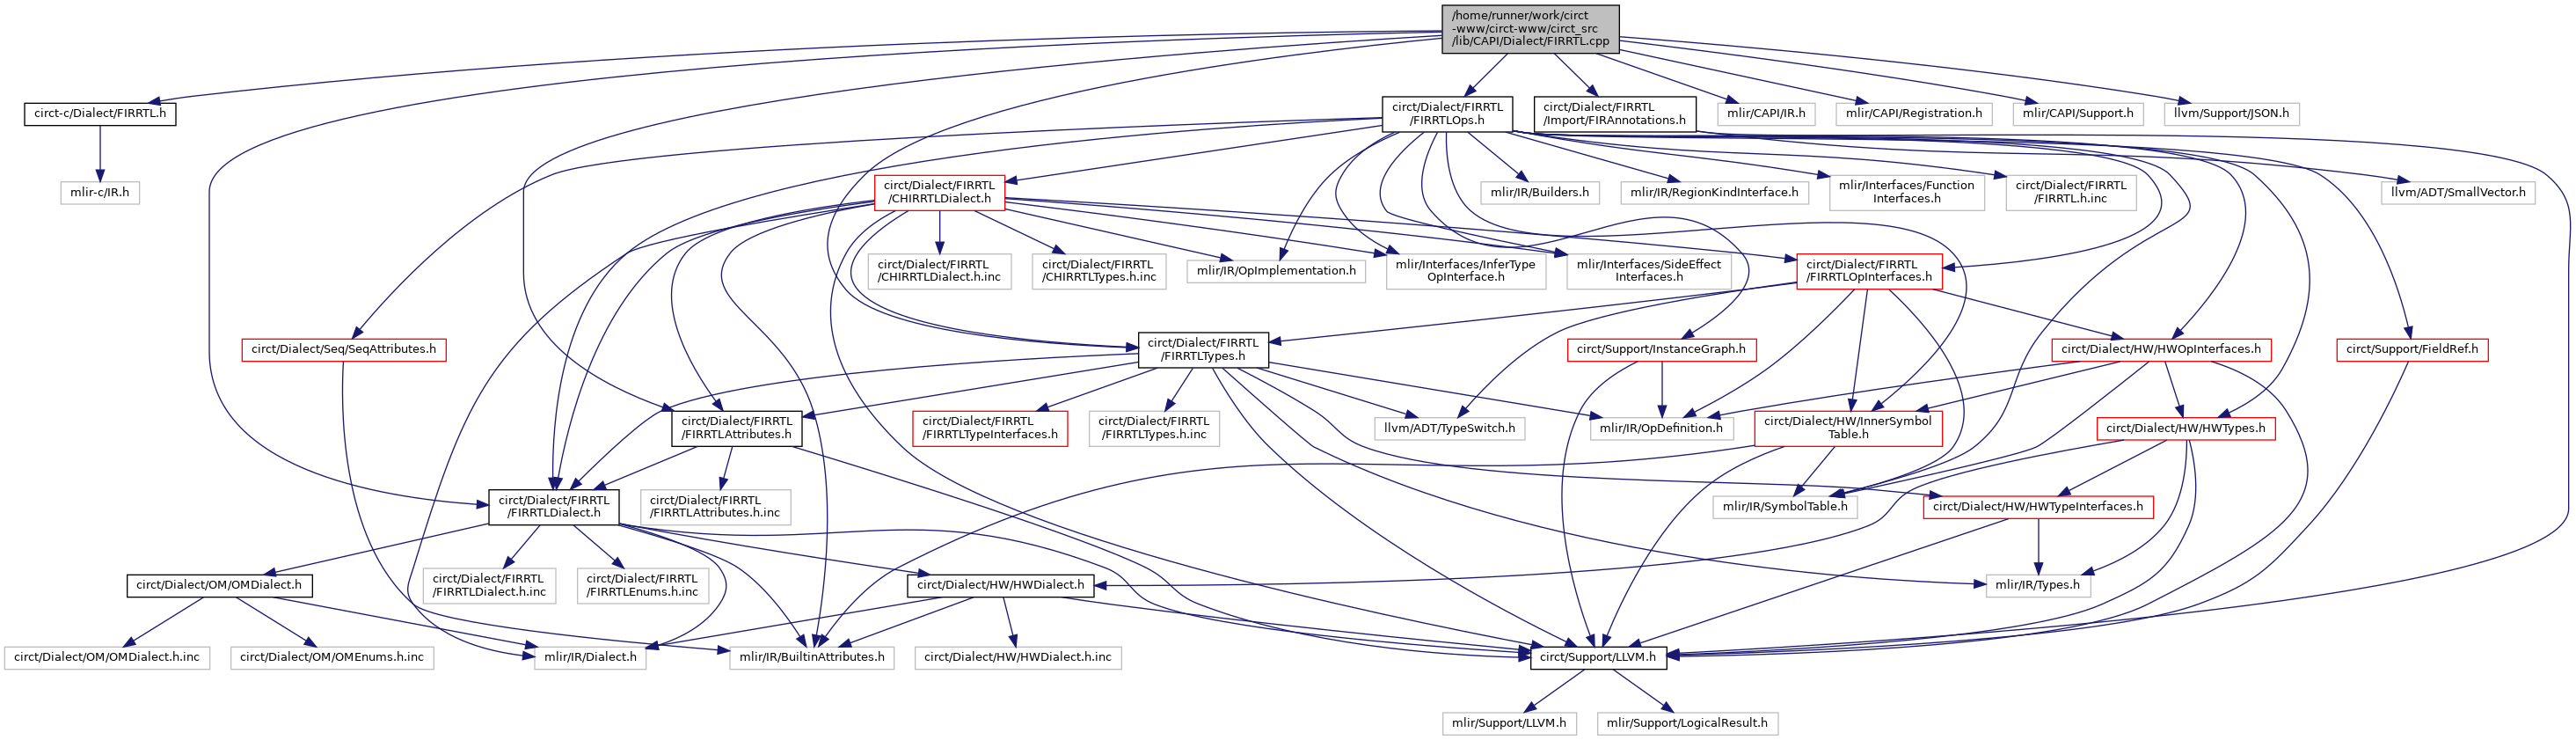 /home/runner/work/circt
-www/circt-www/circt_src
/lib/CAPI/Dialect/FIRRTL.cpp
circt-c/Dialect/FIRRTL.h
circt/Dialect/FIRRTL
/FIRRTLOps.h
circt/Dialect/FIRRTL
/Import/FIRAnnotations.h
mlir/CAPI/IR.h
mlir/CAPI/Registration.h
mlir/CAPI/Support.h
llvm/Support/JSON.h
mlir-c/IR.h
circt/Dialect/FIRRTL
/CHIRRTLDialect.h
mlir/IR/Builders.h
mlir/IR/RegionKindInterface.h
mlir/Interfaces/Function
Interfaces.h
circt/Dialect/FIRRTL
/FIRRTL.h.inc
llvm/ADT/SmallVector.h
circt/Dialect/FIRRTL
/CHIRRTLDialect.h.inc
circt/Dialect/FIRRTL
/CHIRRTLTypes.h.inc
mlir/IR/OpImplementation.h
mlir/Interfaces/InferType
OpInterface.h
mlir/Interfaces/SideEffect
Interfaces.h
circt/Dialect/FIRRTL
/FIRRTLOpInterfaces.h
circt/Dialect/Seq/SeqAttributes.h
circt/Dialect/FIRRTL
/FIRRTLTypes.h
circt/Support/InstanceGraph.h
circt/Dialect/HW/HWOpInterfaces.h
circt/Support/FieldRef.h
circt/Dialect/FIRRTL
/FIRRTLAttributes.h
circt/Dialect/FIRRTL
/FIRRTLTypeInterfaces.h
circt/Dialect/FIRRTL
/FIRRTLTypes.h.inc
llvm/ADT/TypeSwitch.h
mlir/IR/OpDefinition.h
circt/Dialect/HW/InnerSymbol
Table.h
circt/Dialect/HW/HWTypes.h
circt/Dialect/FIRRTL
/FIRRTLDialect.h
circt/Dialect/FIRRTL
/FIRRTLAttributes.h.inc
mlir/IR/SymbolTable.h
circt/Dialect/HW/HWTypeInterfaces.h
circt/Dialect/OM/OMDialect.h
circt/Dialect/FIRRTL
/FIRRTLDialect.h.inc
circt/Dialect/FIRRTL
/FIRRTLEnums.h.inc
circt/Dialect/HW/HWDialect.h
mlir/IR/Types.h
circt/Dialect/OM/OMDialect.h.inc
circt/Dialect/OM/OMEnums.h.inc
mlir/IR/Dialect.h
mlir/IR/BuiltinAttributes.h
circt/Dialect/HW/HWDialect.h.inc
circt/Support/LLVM.h
mlir/Support/LLVM.h
mlir/Support/LogicalResult.h